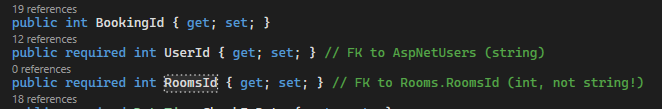 19 references
public int BookingId { get; set; }
12 references
public required int UserId { get; set; } // FK to AspNetUsers (string)
0 references
public required int RoomsId { get; set; } // FK to Rooms.RoomsId (int, not string!)
18 references